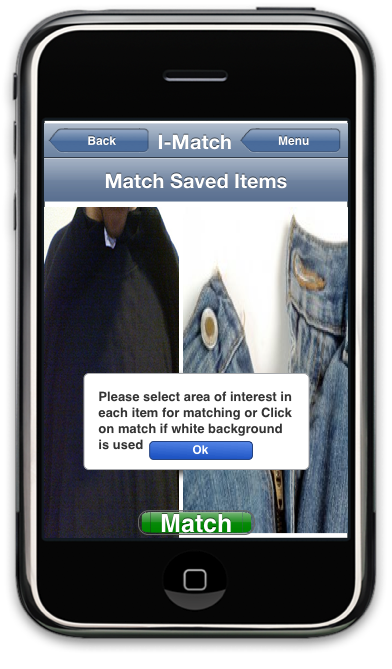 Back I-Match Menu
Match Saved Items
Please select area of interest in
each item for matching or Click
on match if white background
is used Ok
Match